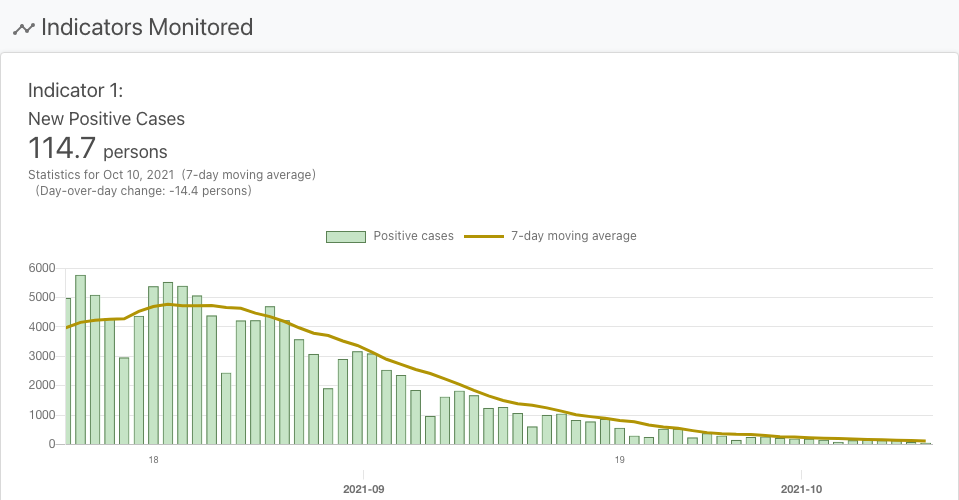 Indicators Monitored
Indicator 1:
New Positive Cases
114.7 persons
Statistics for Oct 10, 2021 (7-day moving average)
(Day-over-day change: -14.4 persons)
Positive cases 7-day moving average
6000
5000
4000
3000
2000
1000
0
18 19
2021-09 2021-10